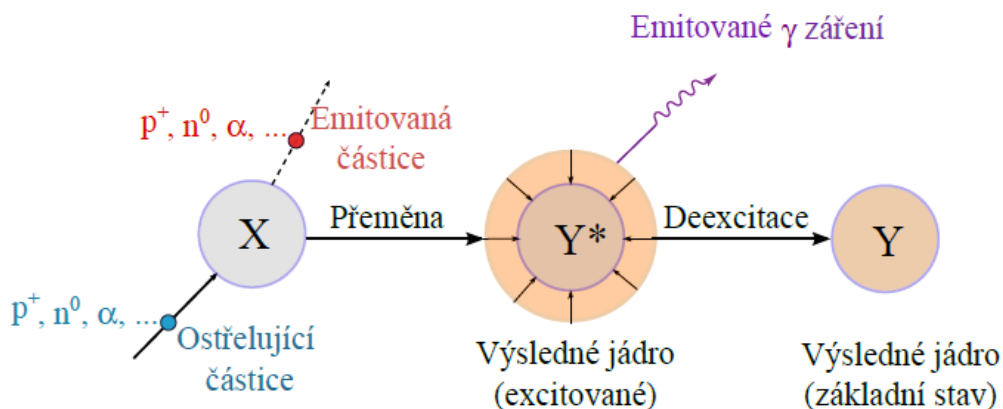 Emitované γ záření
p⁺, n⁰, α, ...
Emitovaná
částice
X
Přeměna
Y*
Deexcitace
Y
p⁺, n⁰, α, ...
Ostřelující
částice
Výsledné jádro
(excitované)
Výsledné jádro
(základní stav)